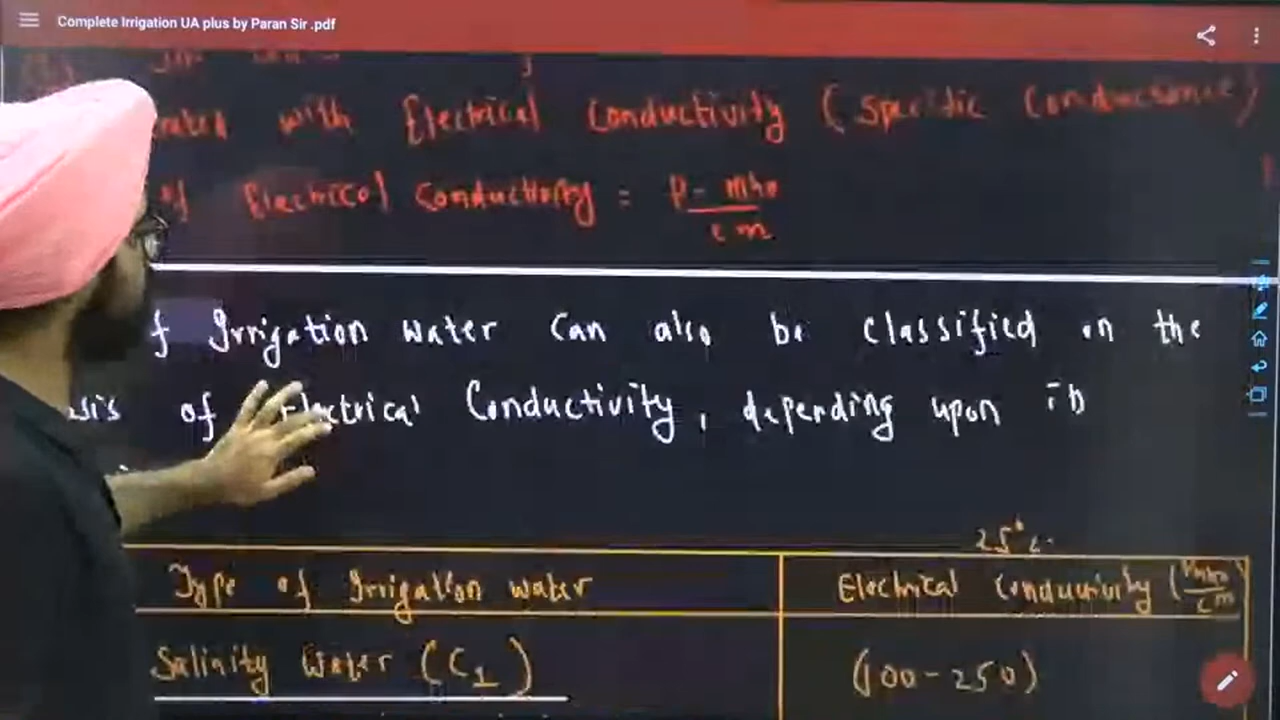 Complete Irrigation UA plus by Paran Sir .pdf
with Electrical Conductivity (Specific Conductance)
of Electrical Conductivity = μ - mho
cm
f Irrigation water can also be classified on the
sis of Electrical Conductivity, depending upon its
25°C
Type of Irrigation water Electrical Conductivity (μmho/cm)
Salinity water (C1) (100-250)